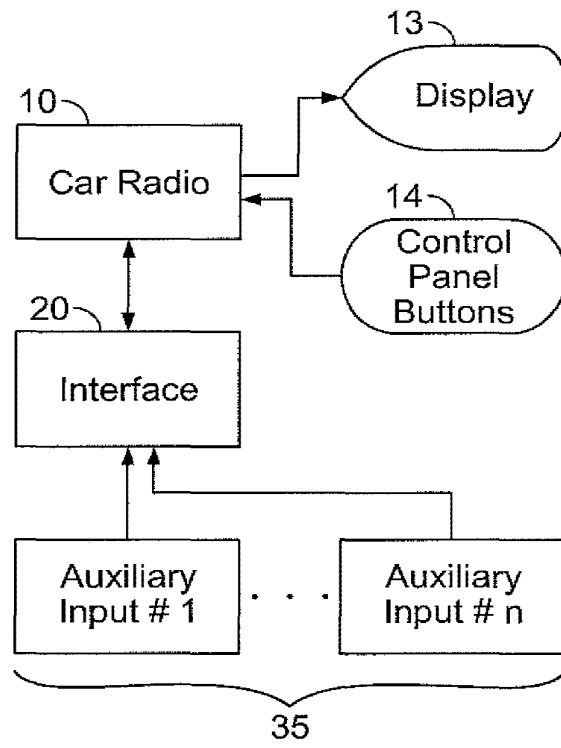 13
Display
10
Car Radio
14
Control
Panel
Buttons
20
Interface
Auxiliary
Input # 1
. . .
Auxiliary
Input # n
35